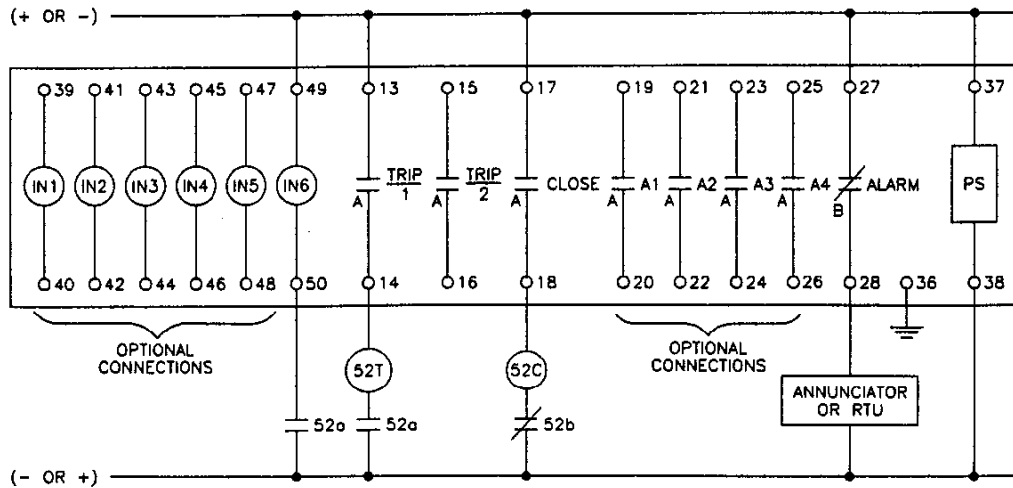 (+ OR -)
39 41 43 45 47 49 13 15 17 19 21 23 25 27 37
IN1 IN2 IN3 IN4 IN5 IN6 TRIP 1 TRIP 2 CLOSE A1 A2 A3 A4 ALARM PS
A A A A A A A B
40 42 44 46 48 50 14 16 18 20 22 24 26 28 36 38
OPTIONAL
CONNECTIONS
52T
52C
OPTIONAL
CONNECTIONS
ANNUNCIATOR
OR RTU
52a 52a 52b
(- OR +)